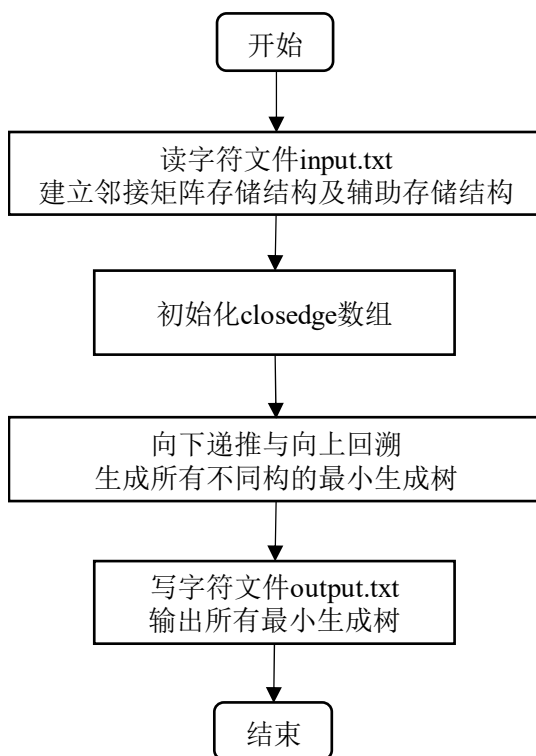 开始
读字符文件input.txt
建立邻接矩阵存储结构及辅助存储结构
初始化closedge数组
向下递推与向上回溯
生成所有不同构的最小生成树
写字符文件output.txt
输出所有最小生成树
结束